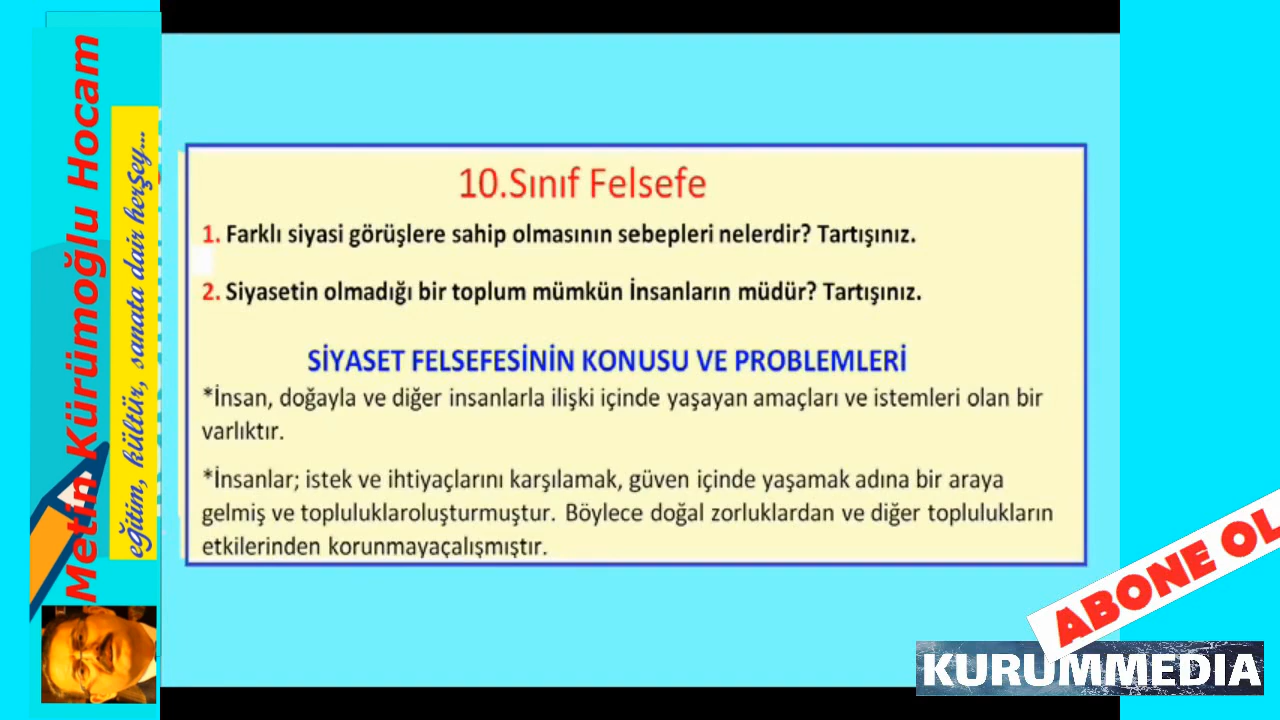 Metin Kürümoğlu Hocam
eğitim, kültür, sanata dair herşey...
10.Sınıf Felsefe
1. Farklı siyasi görüşlere sahip olmasının sebepleri nelerdir? Tartışınız.
2. Siyasetin olmadığı bir toplum mümkün İnsanların müdür? Tartışınız.
SİYASET FELSEFESİNİN KONUSU VE PROBLEMLERİ
*İnsan, doğayla ve diğer insanlarla ilişki içinde yaşayan amaçları ve istemleri olan bir
varlıktır.
*İnsanlar; istek ve ihtiyaçlarını karşılamak, güven içinde yaşamak adına bir araya
gelmiş ve topluluklaroluşturmuştur. Böylece doğal zorluklardan ve diğer toplulukların
etkilerinden korunmayaçalışmıştır.
ABONE OL
KURUMMEDIA